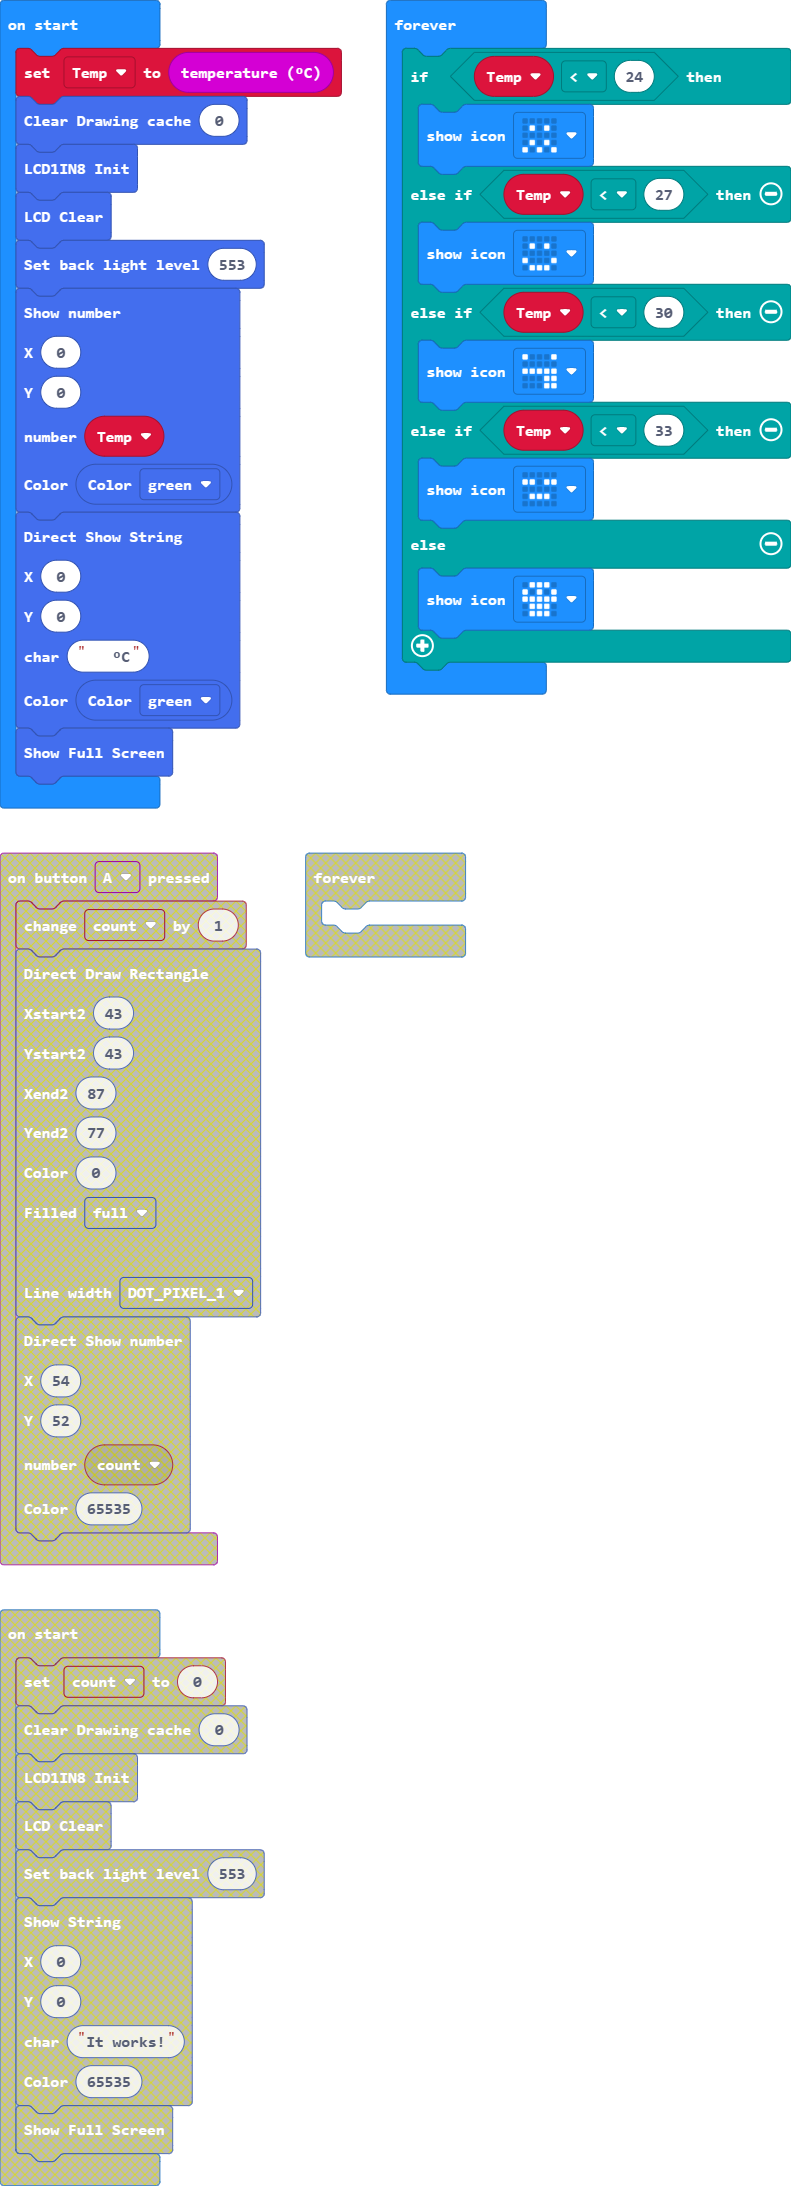 on start
set Temp to temperature (ºC)
Clear Drawing cache 0
LCD1IN8 Init
LCD Clear
Set back light level 553
Show number
X 0
Y 0
number Temp
Color Color green
Direct Show String
X 0
Y 0
char " ºC"
Color Color green
Show Full Screen
forever
if Temp < 24 then
show icon
else if Temp < 27 then
show icon
else if Temp < 30 then
show icon
else if Temp < 33 then
show icon
else
show icon
on button A pressed
change count by 1
Direct Draw Rectangle
Xstart2 43
Ystart2 43
Xend2 87
Yend2 77
Color 0
Filled full
Line width DOT_PIXEL_1
Direct Show number
X 54
Y 52
number count
Color 65535
forever
on start
set count to 0
Clear Drawing cache 0
LCD1IN8 Init
LCD Clear
Set back light level 553
Show String
X 0
Y 0
char "It works!"
Color 65535
Show Full Screen